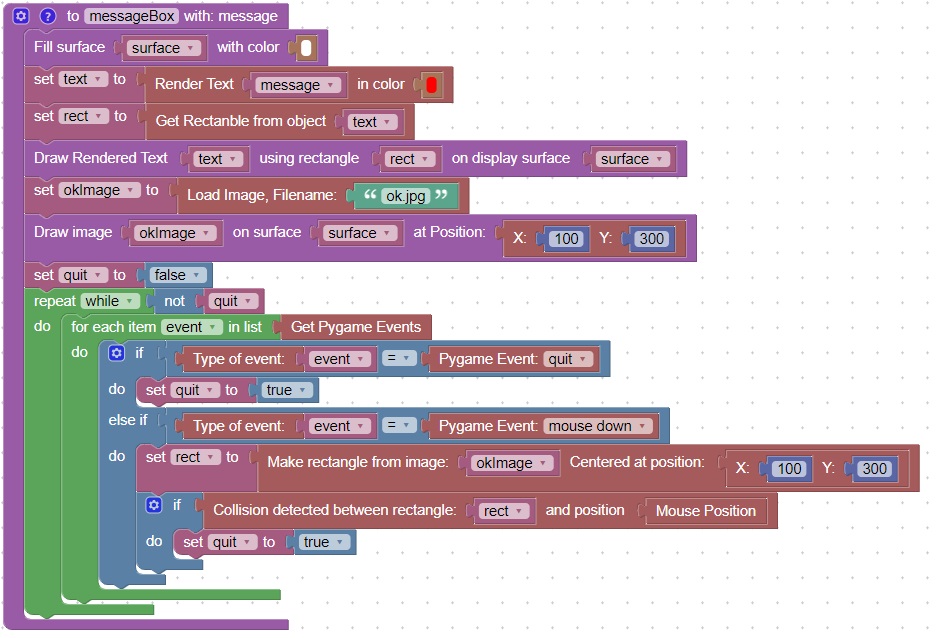 ? to messageBox with: message
Fill surface surface with color
set text to Render Text message in color
set rect to Get Rectanble from object text
Draw Rendered Text text using rectangle rect on display surface surface
set okImage to Load Image, Filename: “ ok.jpg ”
Draw image okImage on surface surface at Position: X: 100 Y: 300
set quit to false
repeat while not quit
do for each item event in list Get Pygame Events
do if Type of event: event = Pygame Event: quit
do set quit to true
else if Type of event: event = Pygame Event: mouse down
do set rect to Make rectangle from image: okImage Centered at position: X: 100 Y: 300
if Collision detected between rectangle: rect and position Mouse Position
do set quit to true